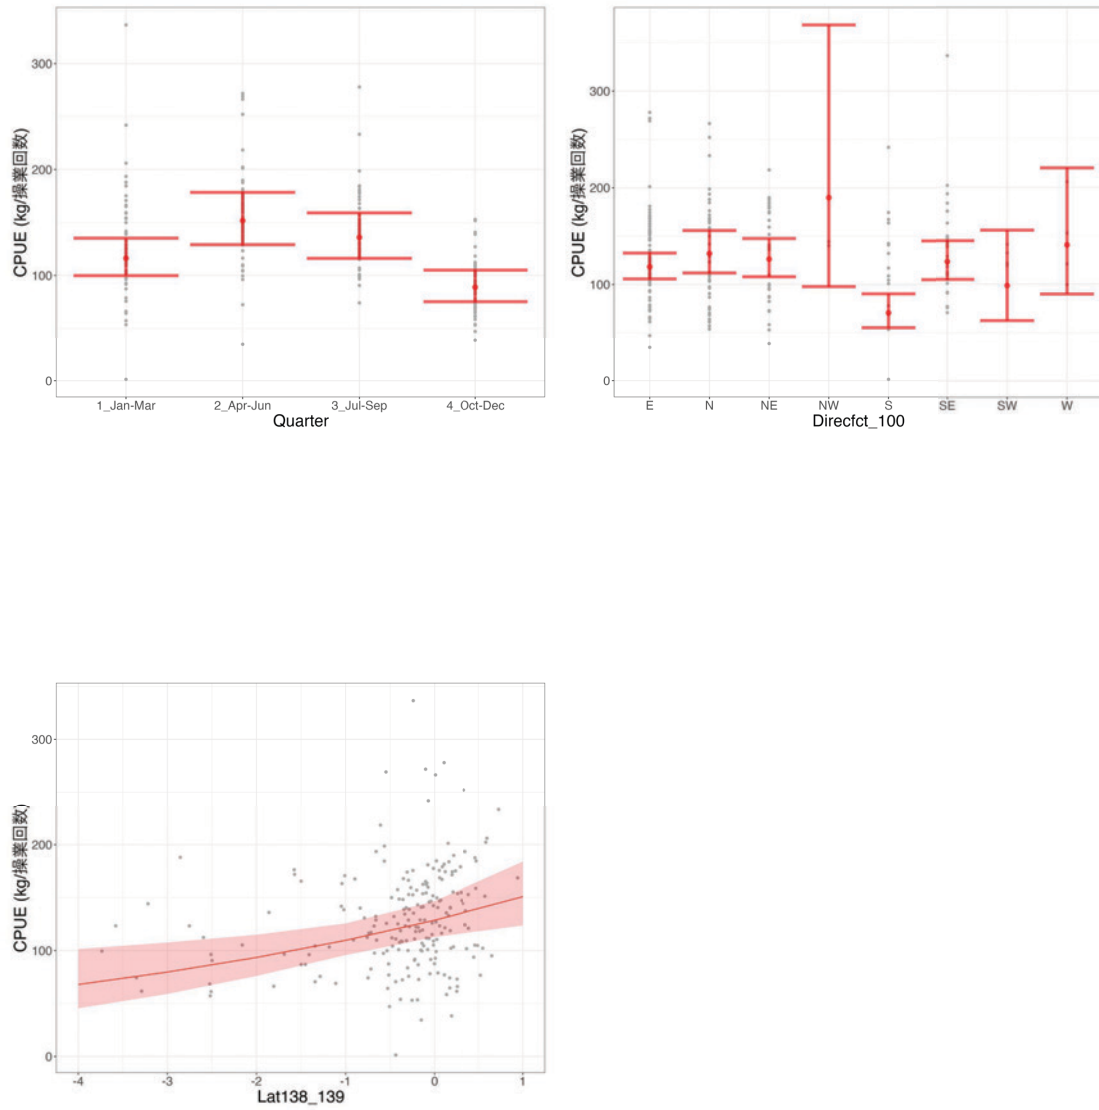 CPUE (kg/操業回数)
300
200
100
0
1_Jan-Mar 2_Apr-Jun 3_Jul-Sep 4_Oct-Dec
Quarter
CPUE (kg/操業回数)
300
200
100
0
E N NE NW S SE SW W
Direcfct_100
CPUE (kg/操業回数)
300
200
100
0
-4 -3 -2 -1 0 1
Lat138_139